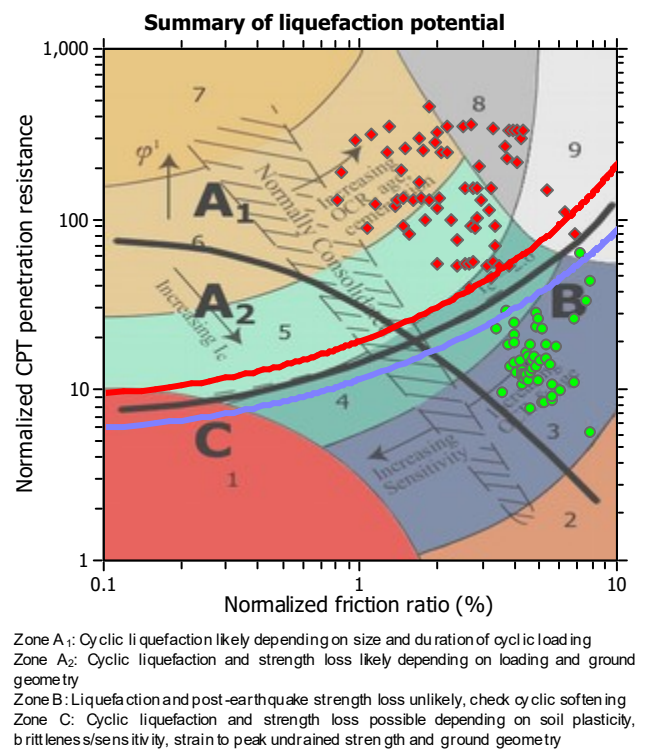 Summary of liquefaction potential
1,000
7
8
9
φ'
Increasing
OCR, age,
cementation
Normally Consolidated
A1
100
6
A2
Increasing Ic
B
5
10
4
3
C
Increasing
Sensitivity
1
2
1
0.1
1
10
Normalized CPT penetration resistance
Normalized friction ratio (%)
Zone A1: Cyclic liquefaction likely depending on size and duration of cyclic loading
Zone A2: Cyclic liquefaction and strength loss likely depending on loading and ground
geometry
Zone B: Liquefaction and post-earthquake strength loss unlikely, check cyclic softening
Zone C: Cyclic liquefaction and strength loss possible depending on soil plasticity,
brittleness/sensitivity, strain to peak undrained strength and ground geometry